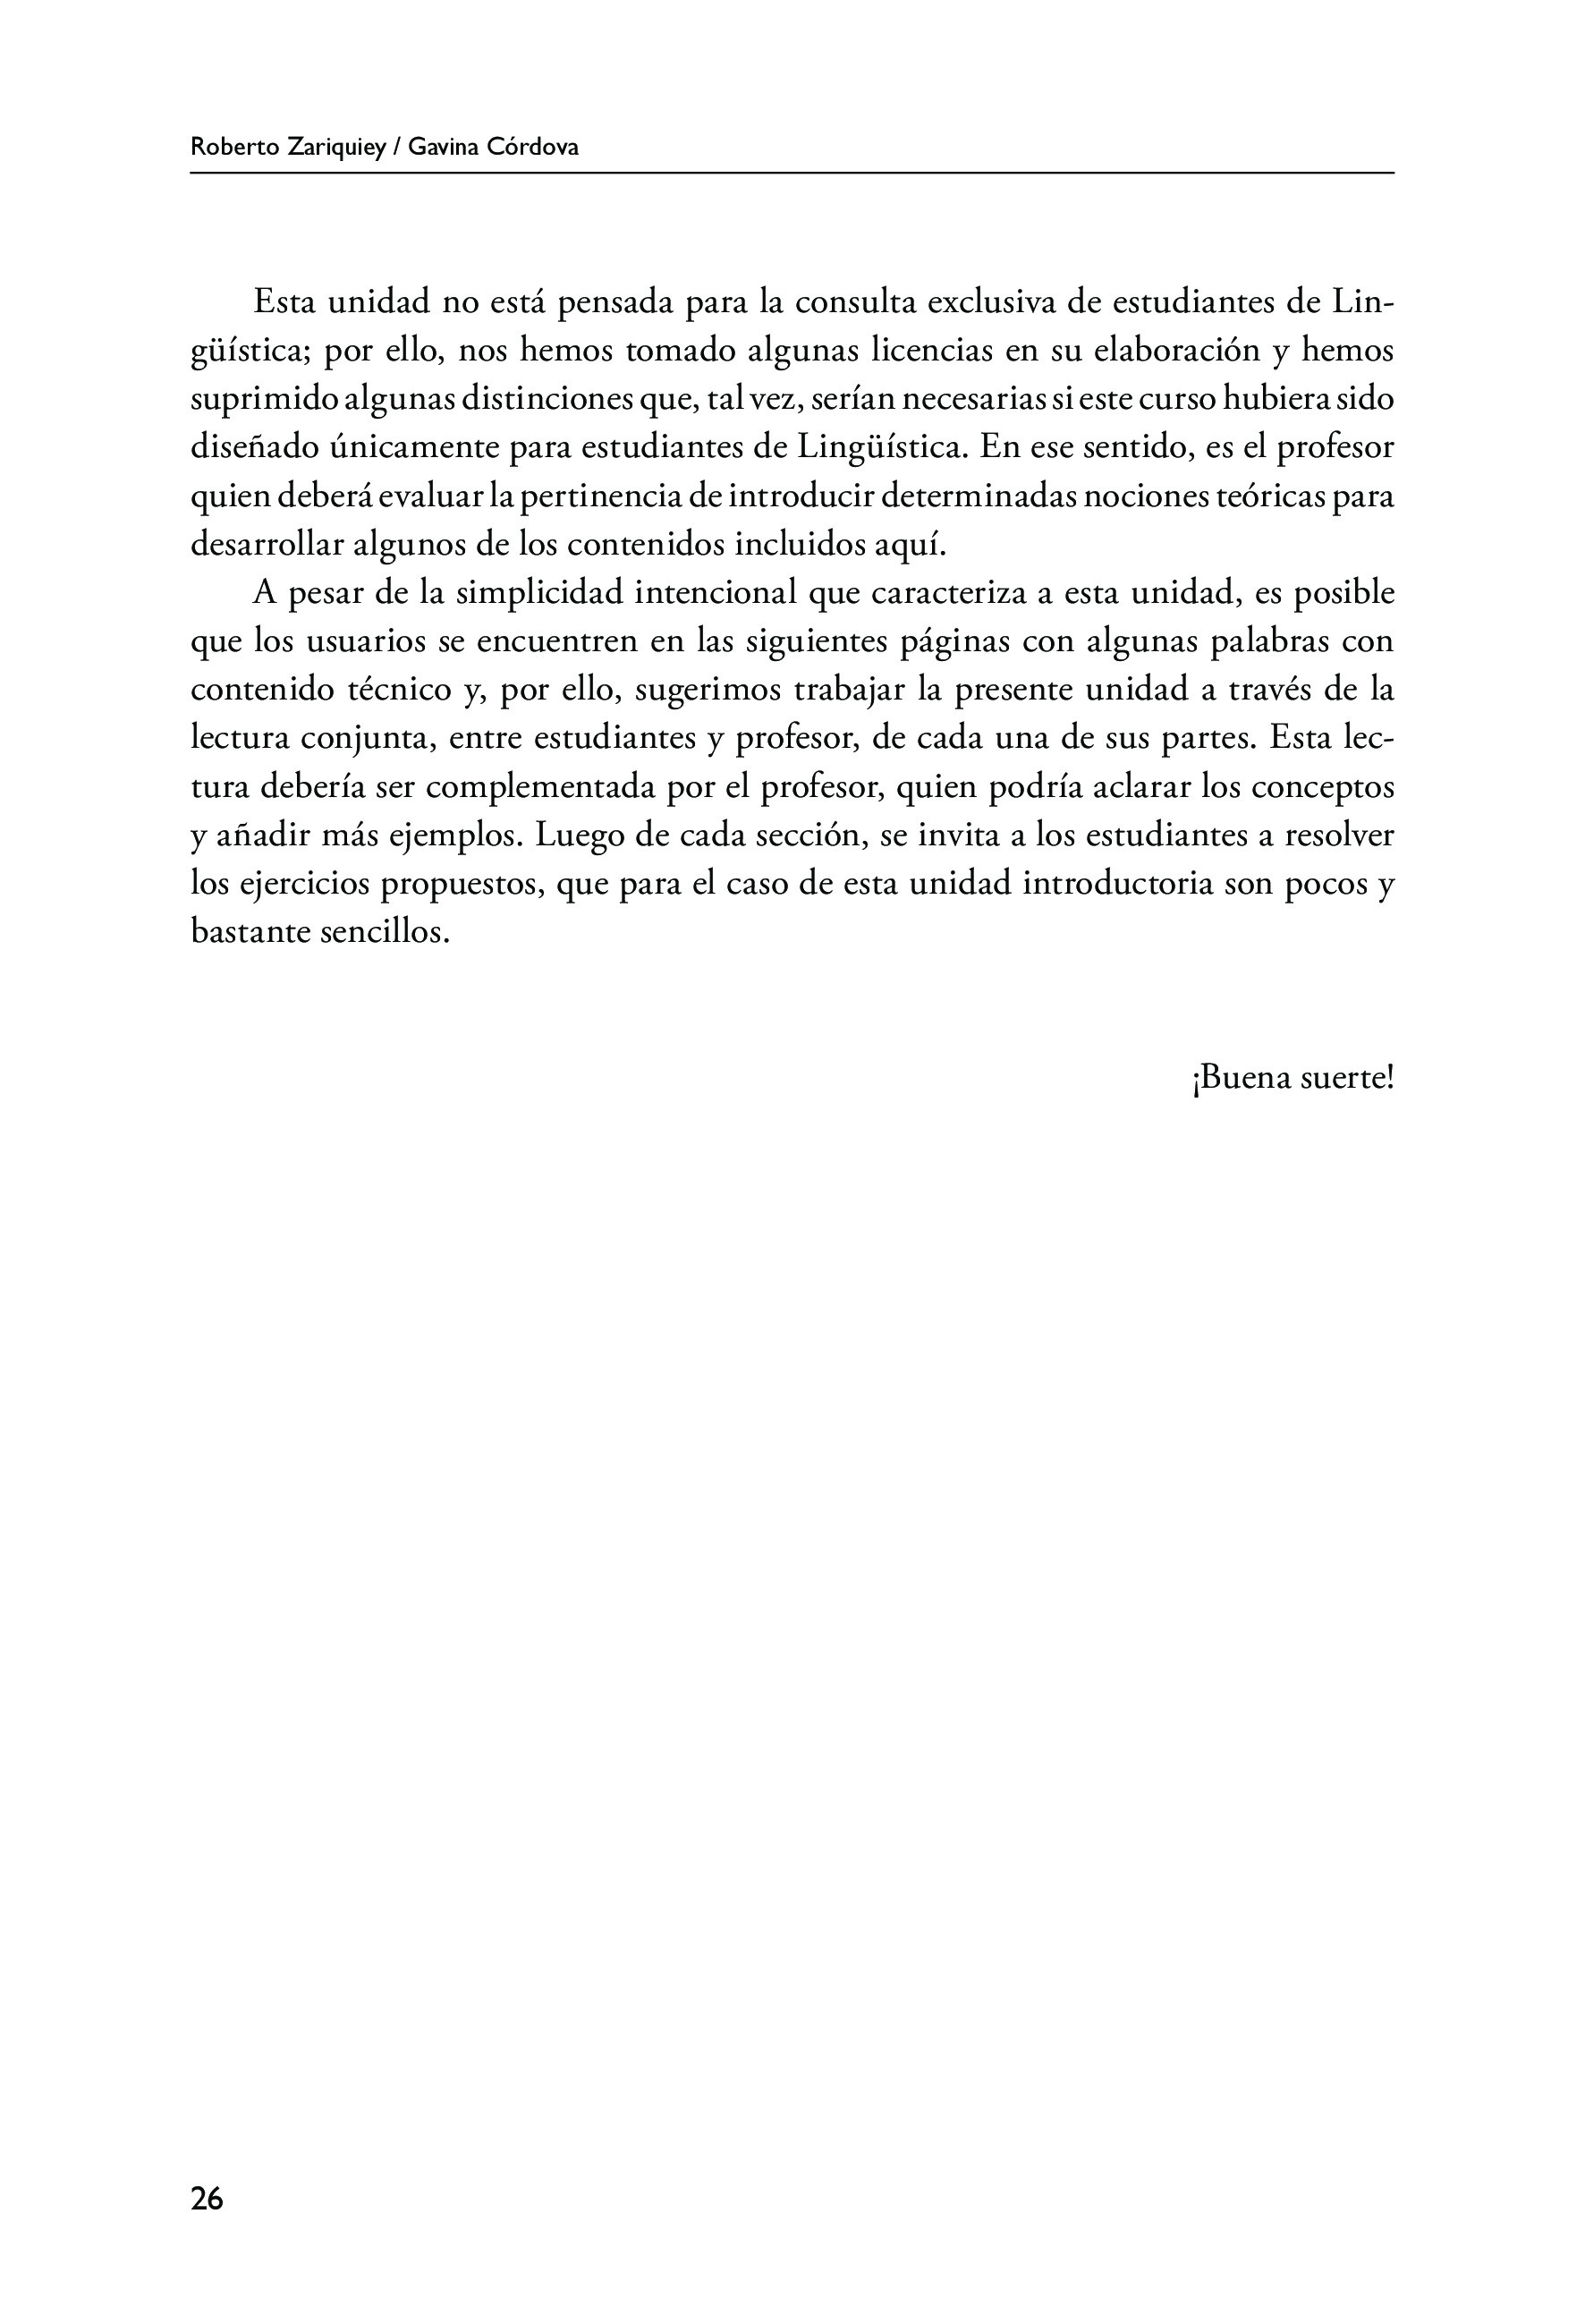 Roberto Zariquiey / Gavina Córdova
Esta unidad no está pensada para la consulta exclusiva de estudiantes de Lin-
güística; por ello, nos hemos tomado algunas licencias en su elaboración y hemos
suprimido algunas distinciones que, tal vez, serían necesarias si este curso hubiera sido
diseñado únicamente para estudiantes de Lingüística. En ese sentido, es el profesor
quien deberá evaluar la pertinencia de introducir determinadas nociones teóricas para
desarrollar algunos de los contenidos incluidos aquí.
A pesar de la simplicidad intencional que caracteriza a esta unidad, es posible
que los usuarios se encuentren en las siguientes páginas con algunas palabras con
contenido técnico y, por ello, sugerimos trabajar la presente unidad a través de la
lectura conjunta, entre estudiantes y profesor, de cada una de sus partes. Esta lec-
tura debería ser complementada por el profesor, quien podría aclarar los conceptos
y añadir más ejemplos. Luego de cada sección, se invita a los estudiantes a resolver
los ejercicios propuestos, que para el caso de esta unidad introductoria son pocos y
bastante sencillos.
¡Buena suerte!
26